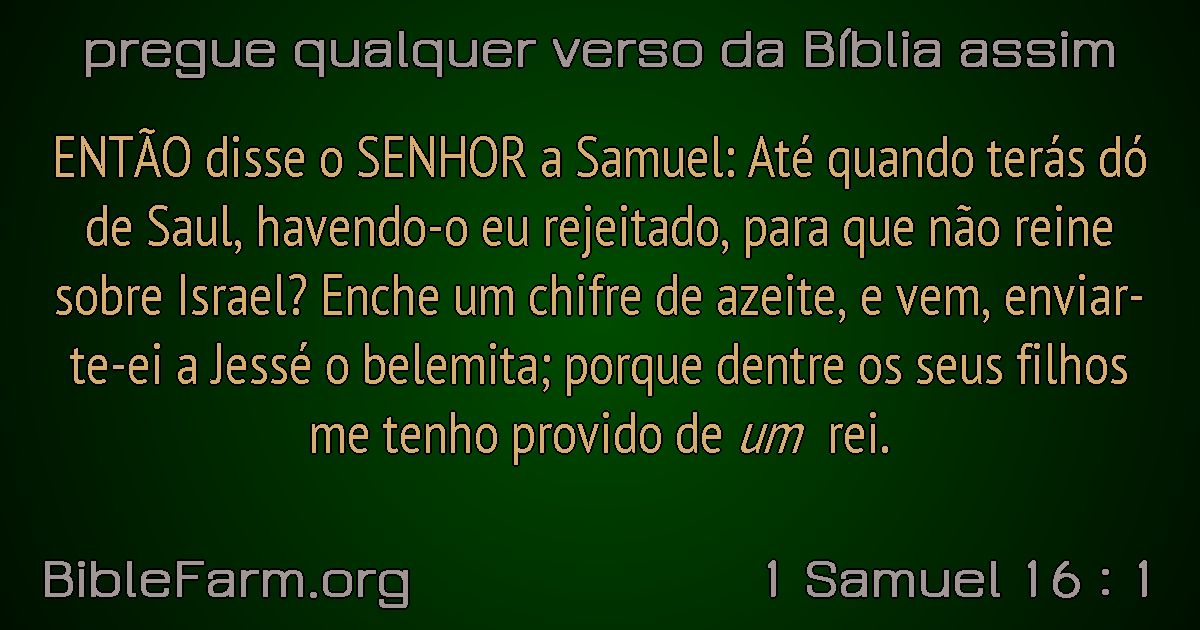 pregue qualquer verso da Bíblia assim
ENTÃO disse o SENHOR a Samuel: Até quando terás dó
de Saul, havendo-o eu rejeitado, para que não reine
sobre Israel? Enche um chifre de azeite, e vem, enviar-
te-ei a Jessé o belemita; porque dentre os seus filhos
me tenho provido de um rei.
BibleFarm.org
1 Samuel 16 : 1